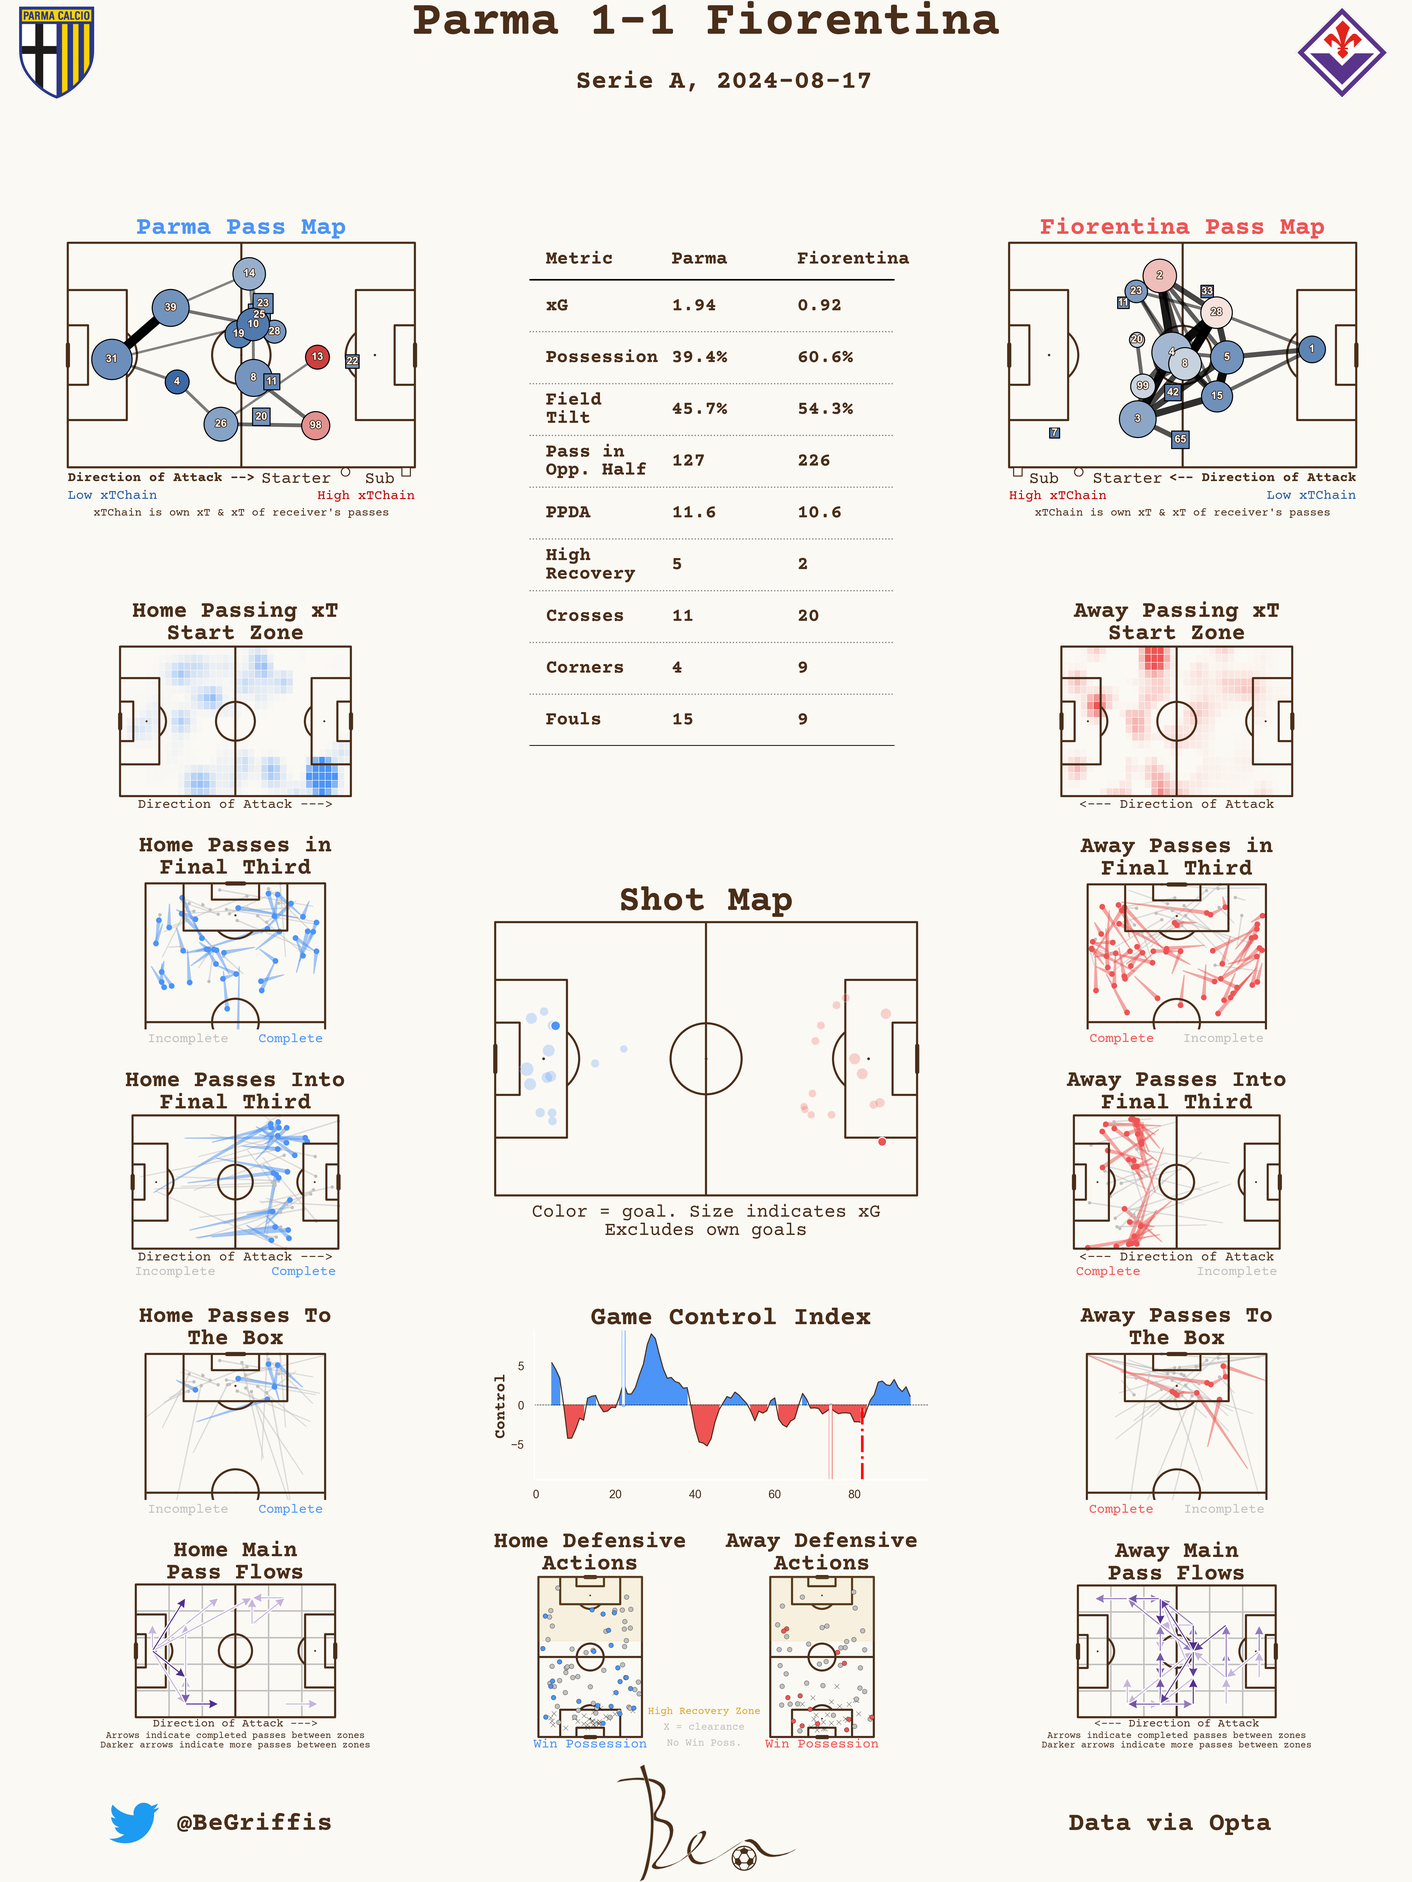 Parma 1-1 Fiorentina
Serie A, 2024-08-17
PARMA CALCIO
Parma Pass Map
14
39
23
25
10
19
28
31
13
22
4
8
11
20
26
98
Direction of Attack --> Starter Sub
Low xTChain High xTChain
xTChain is own xT & xT of receiver's passes
Metric Parma Fiorentina
xG 1.94 0.92
Possession 39.4% 60.6%
Field Tilt 45.7% 54.3%
Pass in Opp. Half 127 226
PPDA 11.6 10.6
High Recovery 5 2
Crosses 11 20
Corners 4 9
Fouls 15 9
Fiorentina Pass Map
2
23
11
33
28
20
4
8
5
1
99
42
15
3
7
65
Sub Starter <-- Direction of Attack
High xTChain Low xTChain
xTChain is own xT & xT of receiver's passes
Home Passing xT
Start Zone
Direction of Attack --->
Away Passing xT
Start Zone
<--- Direction of Attack
Home Passes in
Final Third
Incomplete Complete
Away Passes in
Final Third
Complete Incomplete
Shot Map
Color = goal. Size indicates xG
Excludes own goals
Home Passes Into
Final Third
Direction of Attack --->
Incomplete Complete
Away Passes Into
Final Third
<--- Direction of Attack
Complete Incomplete
Home Passes To
The Box
Incomplete Complete
Game Control Index
Control
5
0
−5
0 20 40 60 80
Away Passes To
The Box
Complete Incomplete
Home Main
Pass Flows
Direction of Attack --->
Arrows indicate completed passes between zones
Darker arrows indicate more passes between zones
Home Defensive
Actions
Win Possession
Away Defensive
Actions
Win Possession
High Recovery Zone
X = clearance
No Win Poss.
Away Main
Pass Flows
<--- Direction of Attack
Arrows indicate completed passes between zones
Darker arrows indicate more passes between zones
@BeGriffis
Ben
Data via Opta